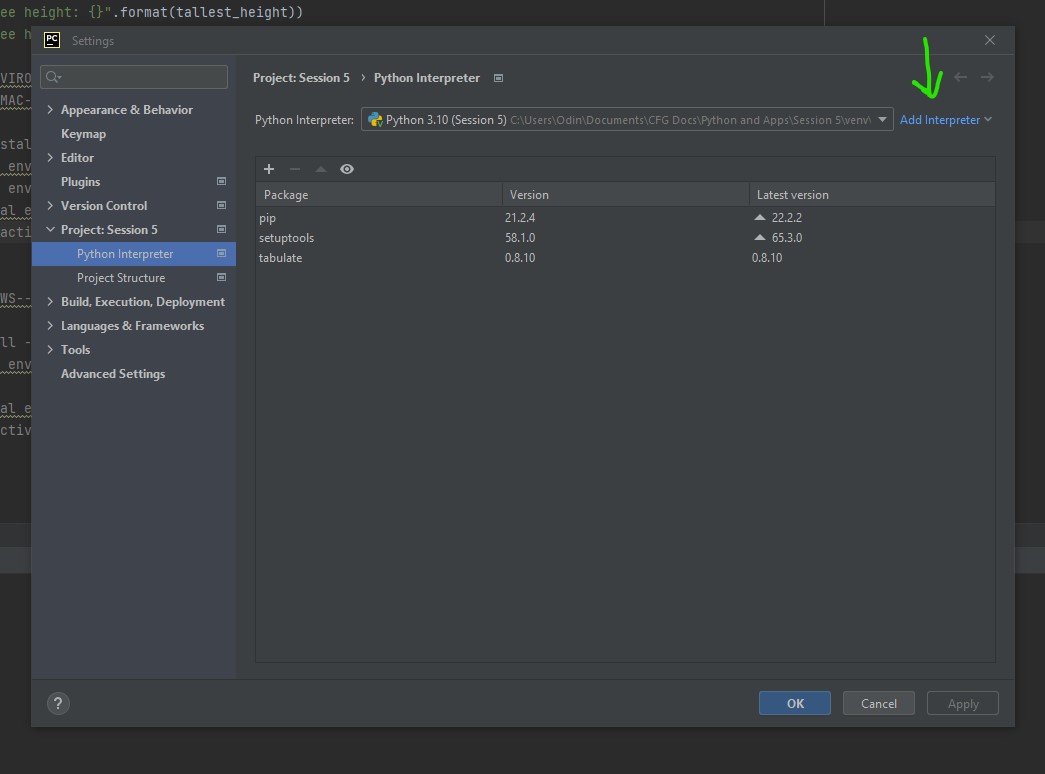 ee height: {}".format(tallest_height))
ee h
PC Settings
VIRO
MAC-
stal
env
env
al e
acti
WS--
ll -
env
al e
ctiv
Appearance & Behavior
Keymap
Editor
Plugins
Version Control
Project: Session 5
Python Interpreter
Project Structure
Build, Execution, Deployment
Languages & Frameworks
Tools
Advanced Settings
Project: Session 5 › Python Interpreter
Python Interpreter: Python 3.10 (Session 5) C:\Users\Odin\Documents\CFG Docs\Python and Apps\Session 5\venv\ Add Interpreter
Package Version Latest version
pip 21.2.4 22.2.2
setuptools 58.1.0 65.3.0
tabulate 0.8.10 0.8.10
? OK Cancel Apply